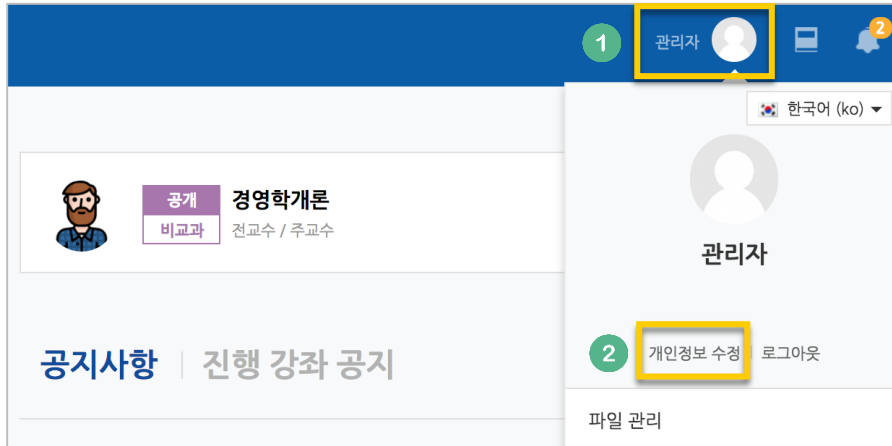 1 관리자 2
한국어 (ko)
공개 경영학개론
비교과 전교수 / 주교수
관리자
공지사항 진행 강좌 공지
2 개인정보 수정 로그아웃
파일 관리